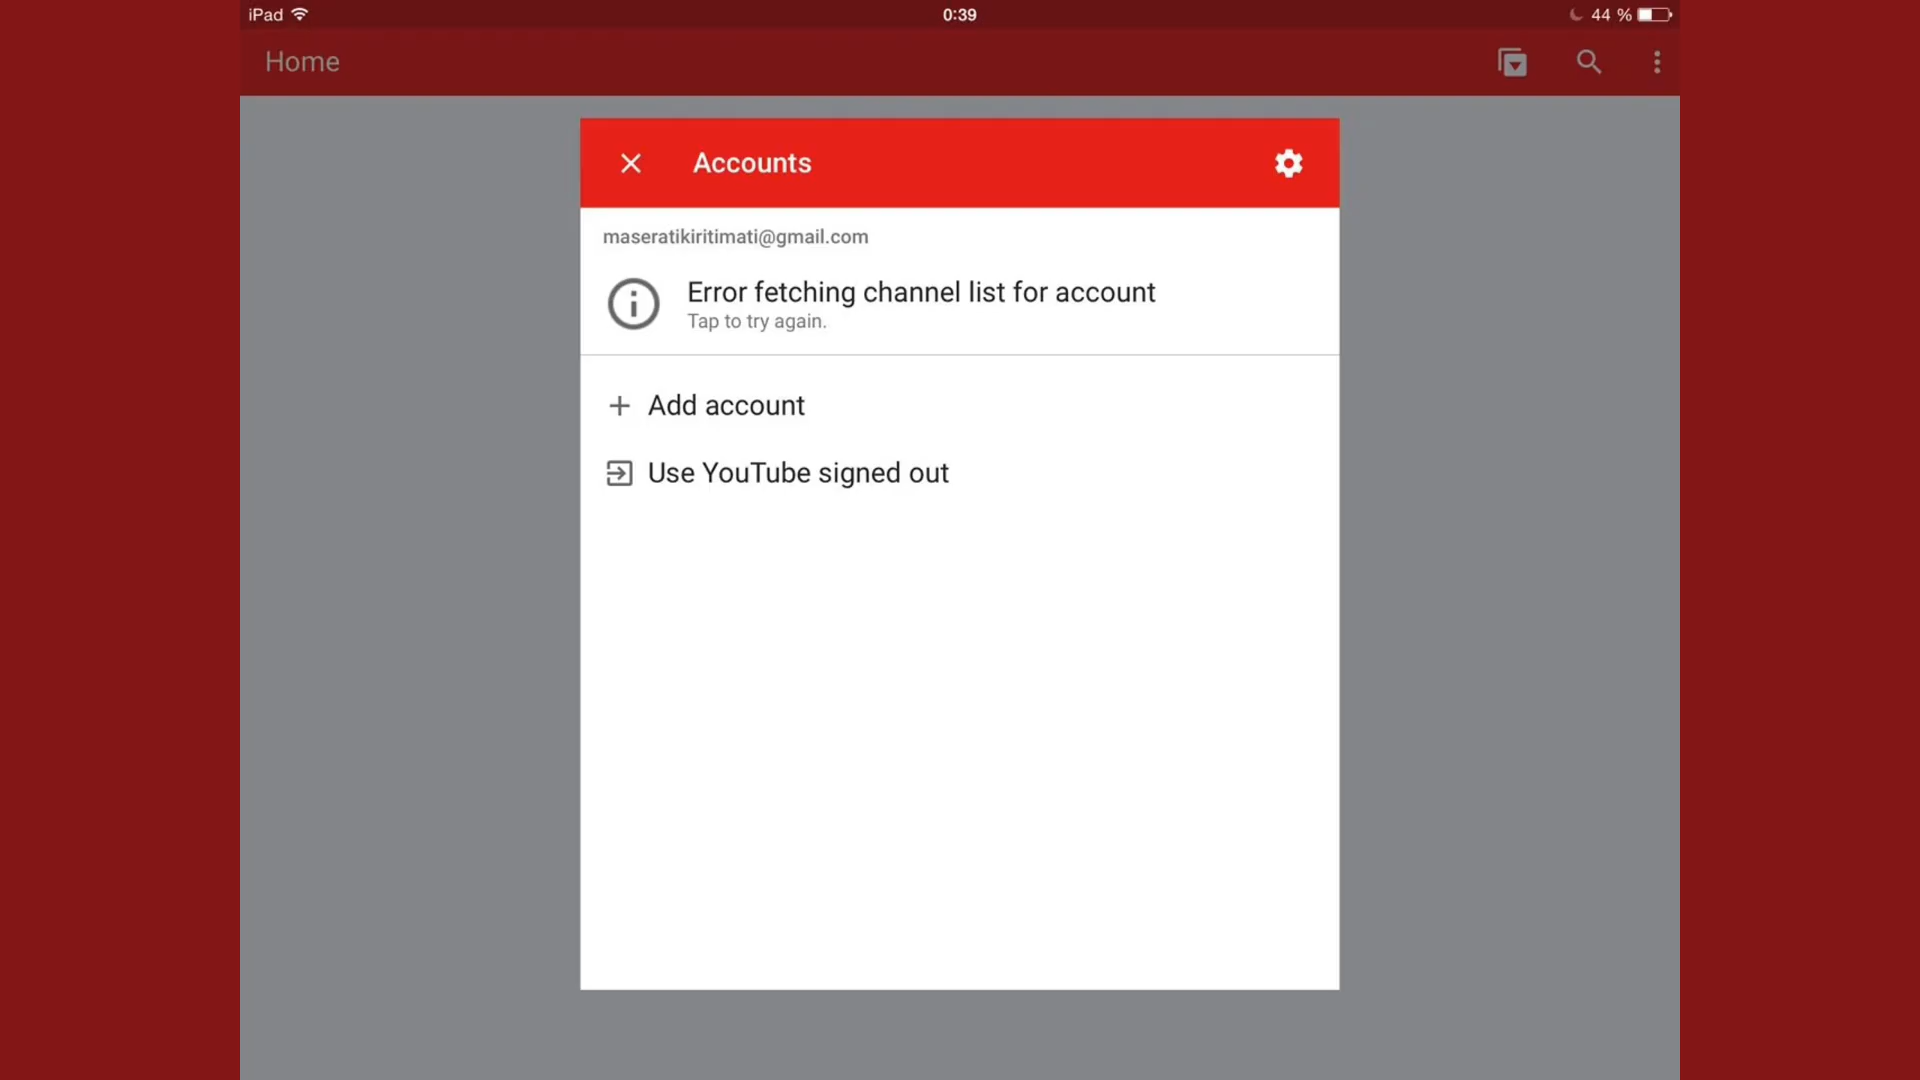 iPad 0:39 44 %
Home
Accounts
maseratikiritimati@gmail.com
Error fetching channel list for account
Tap to try again.
Add account
Use YouTube signed out